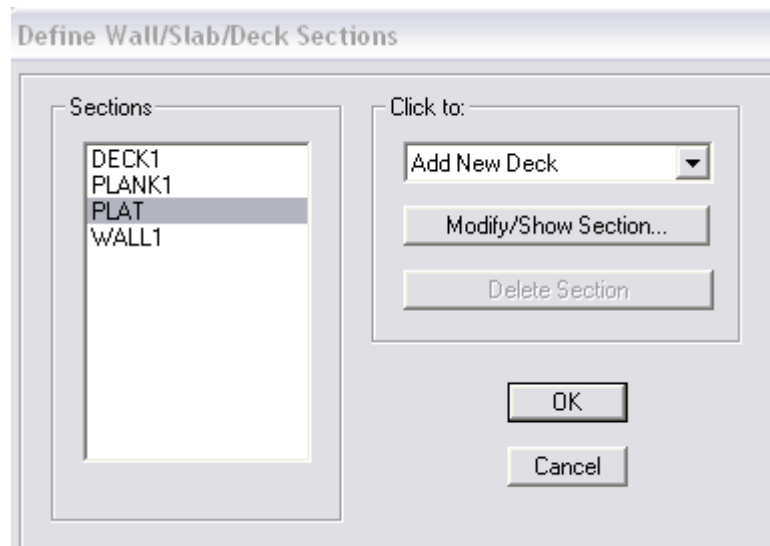 Define Wall/Slab/Deck Sections
Sections
DECK1
PLANK1
PLAT
WALL1
Click to:
Add New Deck
Modify/Show Section...
Delete Section
OK
Cancel